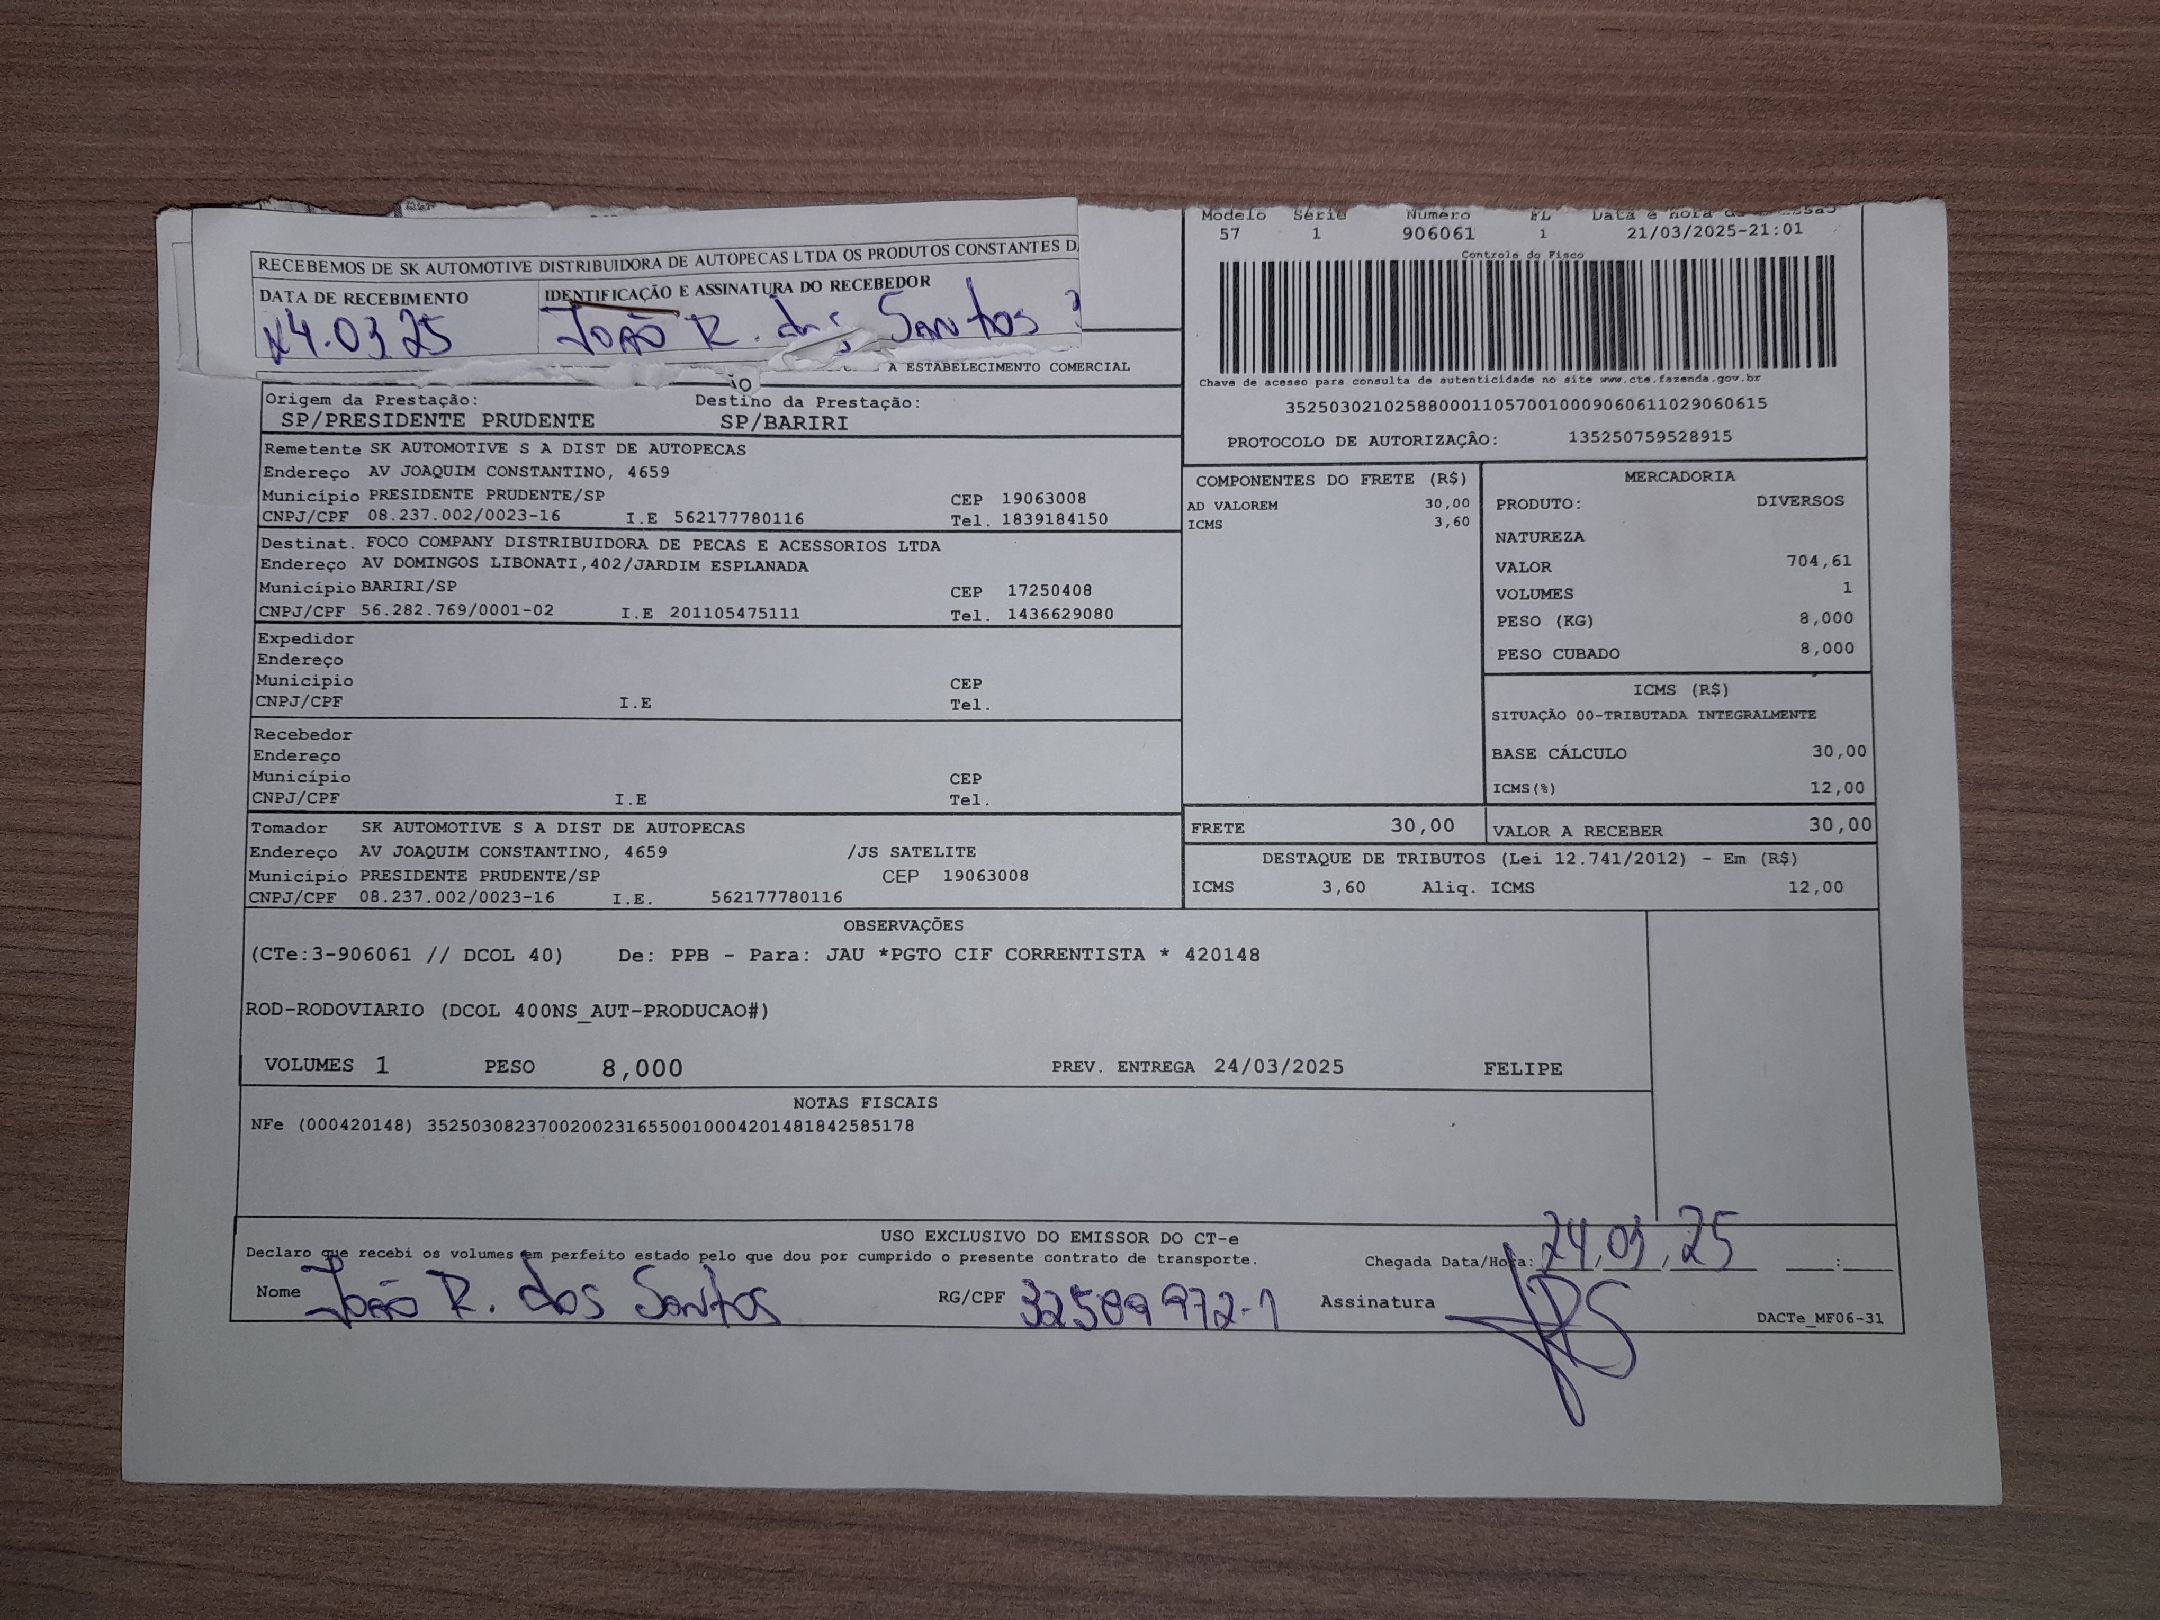 RECEBEMOS DE SK AUTOMOTIVE DISTRIBUIDORA DE AUTOPECAS LTDA OS PRODUTOS CONSTANTES
DATA DE RECEBIMENTO
24.03.25
IDENTIFICAÇÃO E ASSINATURA DO RECEBEDOR
João R. dos Santos
A ESTABELECIMENTO COMERCIAL
Modelo Série Número FL Data e hora
57 1 906061 1 21/03/2025-21:01
Controle do Fisco
Chave de acesso para consulta de autenticidade no site www.cte.fazenda.gov.br
35250302102588000110570010009060611029060615
PROTOCOLO DE AUTORIZAÇÃO: 135250759528915
Origem da Prestação: Destino da Prestação:
SP/PRESIDENTE PRUDENTE SP/BARIRI
Remetente SK AUTOMOTIVE S A DIST DE AUTOPECAS
Endereço AV JOAQUIM CONSTANTINO, 4659
Município PRESIDENTE PRUDENTE/SP CEP 19063008
CNPJ/CPF 08.237.002/0023-16 I.E 562177780116 Tel. 1839184150
Destinat. FOCO COMPANY DISTRIBUIDORA DE PECAS E ACESSORIOS LTDA
Endereço AV DOMINGOS LIBONATI,402/JARDIM ESPLANADA
Município BARIRI/SP CEP 17250408
CNPJ/CPF 56.282.769/0001-02 I.E 201105475111 Tel. 1436629080
Expedidor
Endereço
Município CEP
CNPJ/CPF I.E Tel.
Recebedor
Endereço
Município CEP
CNPJ/CPF I.E Tel.
Tomador SK AUTOMOTIVE S A DIST DE AUTOPECAS
Endereço AV JOAQUIM CONSTANTINO, 4659 /JS SATELITE
Município PRESIDENTE PRUDENTE/SP CEP 19063008
CNPJ/CPF 08.237.002/0023-16 I.E. 562177780116
COMPONENTES DO FRETE (R$)
AD VALOREM 30,00
ICMS 3,60
MERCADORIA
PRODUTO: DIVERSOS
NATUREZA
VALOR 704,61
VOLUMES 1
PESO (KG) 8,000
PESO CUBADO 8,000
ICMS (R$)
SITUAÇÃO 00-TRIBUTADA INTEGRALMENTE
BASE CÁLCULO 30,00
ICMS(%) 12,00
FRETE 30,00 VALOR A RECEBER 30,00
DESTAQUE DE TRIBUTOS (Lei 12.741/2012) - Em (R$)
ICMS 3,60 Aliq. ICMS 12,00
OBSERVAÇÕES
(CTe:3-906061 // DCOL 40) De: PPB - Para: JAU *PGTO CIF CORRENTISTA * 420148
ROD-RODOVIARIO (DCOL 400NS_AUT-PRODUCAO#)
VOLUMES 1 PESO 8,000 PREV. ENTREGA 24/03/2025 FELIPE
NOTAS FISCAIS
NFe (000420148) 35250308237002002316550010004201481842585178
USO EXCLUSIVO DO EMISSOR DO CT-e
Declaro que recebi os volumes em perfeito estado pelo que dou por cumprido o presente contrato de transporte. Chegada Data/Hora: 24,03,25 :
Nome João R. dos Santos RG/CPF 32589972-1 Assinatura JRS
DACTe_MF06-31